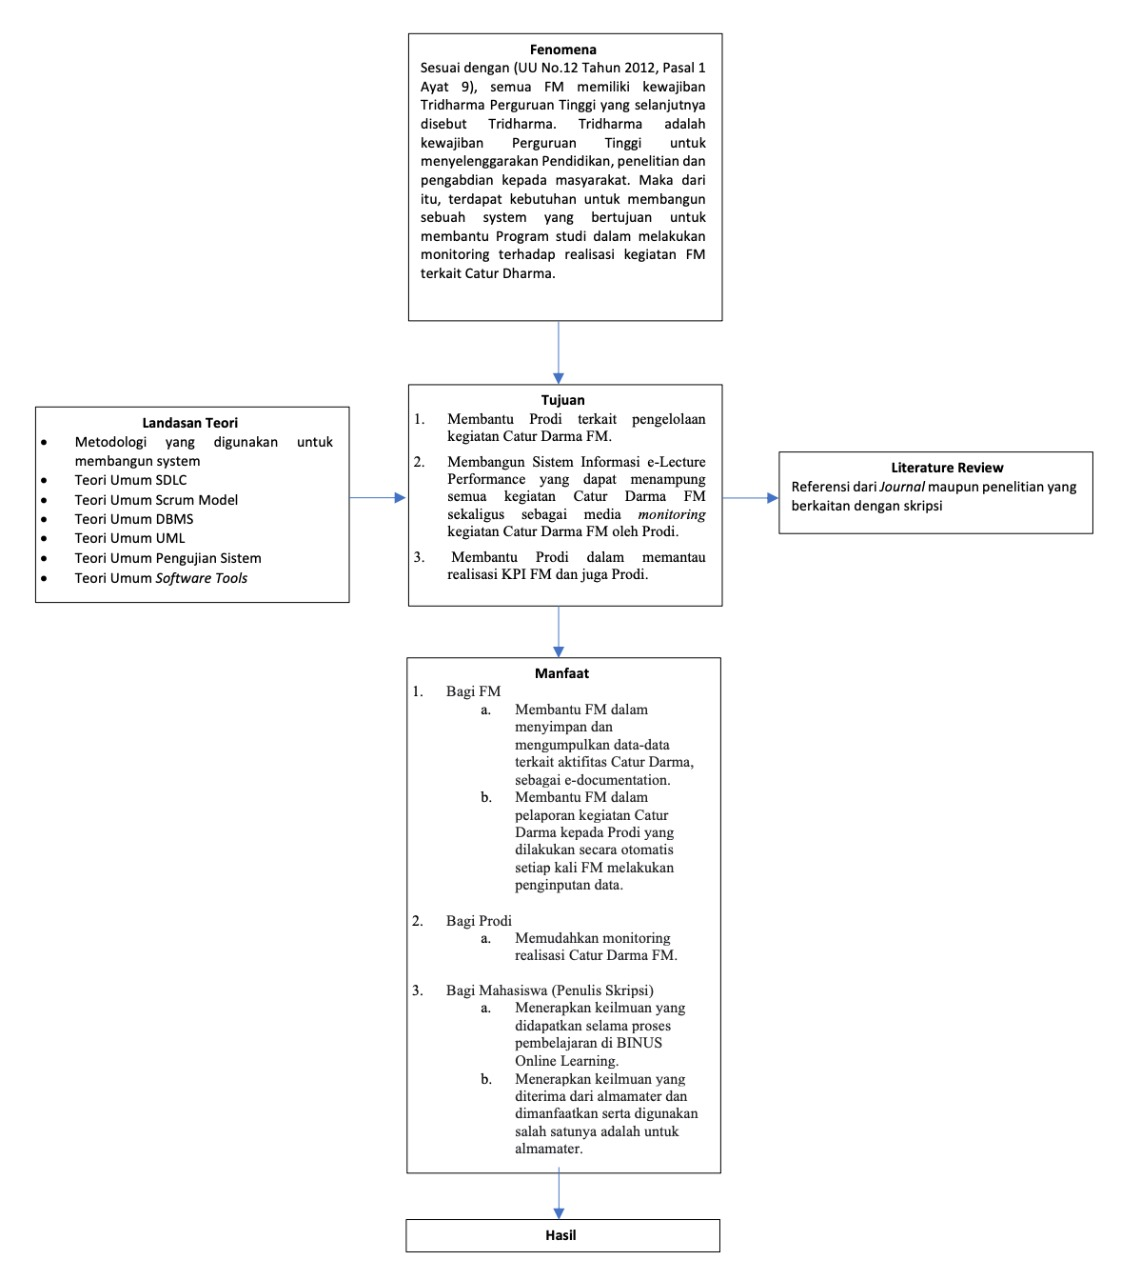 Fenomena
Sesuai dengan (UU No.12 Tahun 2012, Pasal 1
Ayat 9), semua FM memiliki kewajiban
Tridharma Perguruan Tinggi yang selanjutnya
disebut Tridharma. Tridharma adalah
kewajiban Perguruan Tinggi untuk
menyelenggarakan Pendidikan, penelitian dan
pengabdian kepada masyarakat. Maka dari
itu, terdapat kebutuhan untuk membangun
sebuah system yang bertujuan untuk
membantu Program studi dalam melakukan
monitoring terhadap realisasi kegiatan FM
terkait Catur Dharma.
Landasan Teori
• Metodologi yang digunakan untuk
membangun system
• Teori Umum SDLC
• Teori Umum Scrum Model
• Teori Umum DBMS
• Teori Umum UML
• Teori Umum Pengujian Sistem
• Teori Umum Software Tools
Tujuan
1. Membantu Prodi terkait pengelolaan
kegiatan Catur Darma FM.
2. Membangun Sistem Informasi e-Lecture
Performance yang dapat menampung
semua kegiatan Catur Darma FM
sekaligus sebagai media monitoring
kegiatan Catur Darma FM oleh Prodi.
3. Membantu Prodi dalam memantau
realisasi KPI FM dan juga Prodi.
Literature Review
Referensi dari Journal maupun penelitian yang
berkaitan dengan skripsi
Manfaat
1. Bagi FM
a. Membantu FM dalam
menyimpan dan
mengumpulkan data-data
terkait aktifitas Catur Darma,
sebagai e-documentation.
b. Membantu FM dalam
pelaporan kegiatan Catur
Darma kepada Prodi yang
dilakukan secara otomatis
setiap kali FM melakukan
penginputan data.
2. Bagi Prodi
a. Memudahkan monitoring
realisasi Catur Darma FM.
3. Bagi Mahasiswa (Penulis Skripsi)
a. Menerapkan keilmuan yang
didapatkan selama proses
pembelajaran di BINUS
Online Learning.
b. Menerapkan keilmuan yang
diterima dari almamater dan
dimanfaatkan serta digunakan
salah satunya adalah untuk
almamater.
Hasil